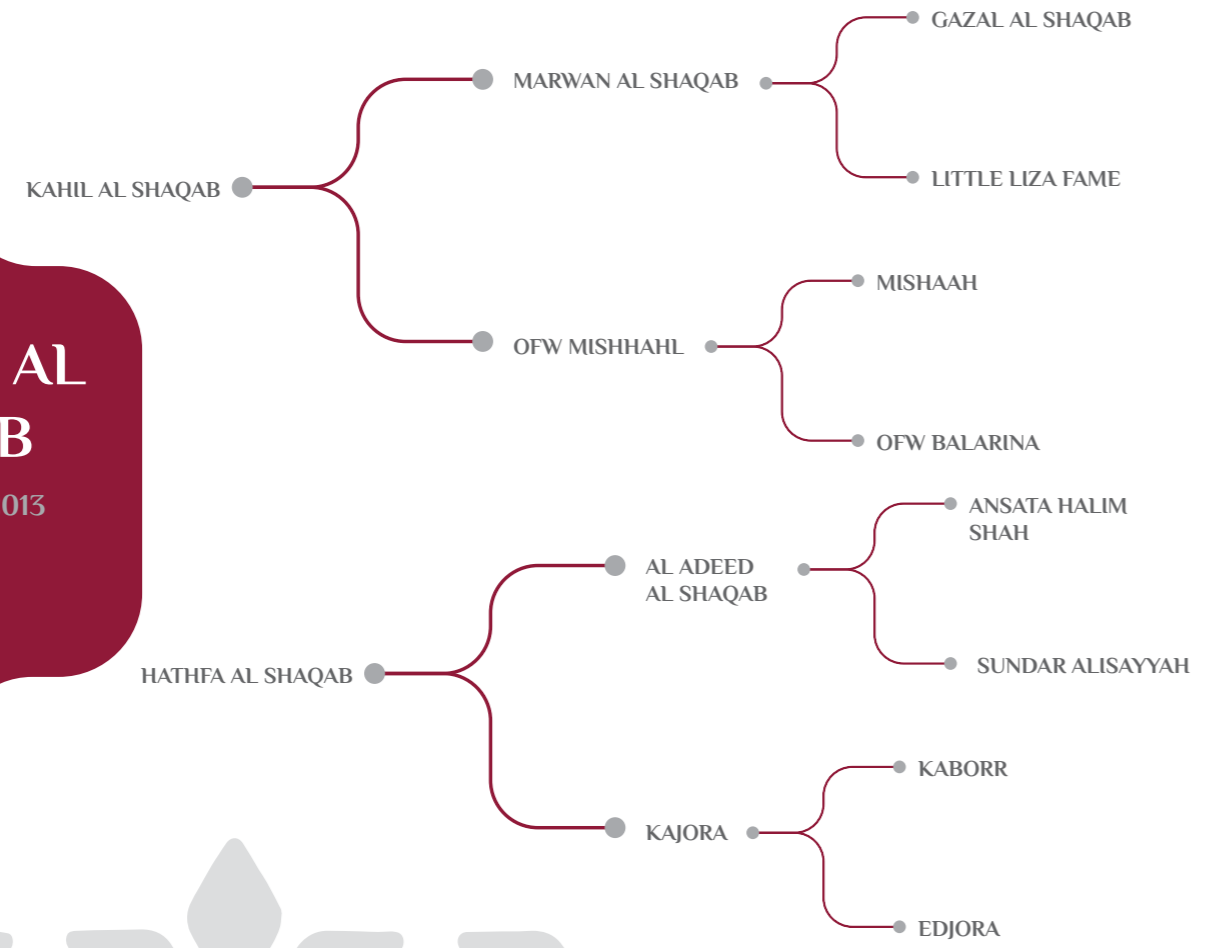 GAZAL AL SHAQAB
MARWAN AL SHAQAB
LITTLE LIZA FAME
KAHIL AL SHAQAB
MISHAAH
OFW MISHHAHL
OFW BALARINA
AL
B
013
ANSATA HALIM
SHAH
AL ADEED
AL SHAQAB
SUNDAR ALISAYYAH
HATHFA AL SHAQAB
KABORR
KAJORA
EDJORA